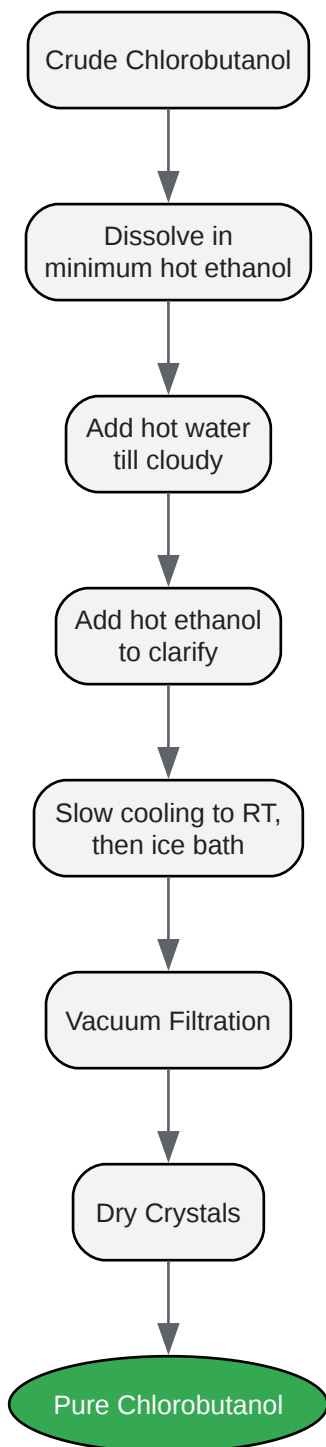 Crude Chlorobutanol
Dissolve in
minimum hot ethanol
Add hot water
till cloudy
Add hot ethanol
to clarify
Slow cooling to RT,
then ice bath
Vacuum Filtration
Dry Crystals
Pure Chlorobutanol